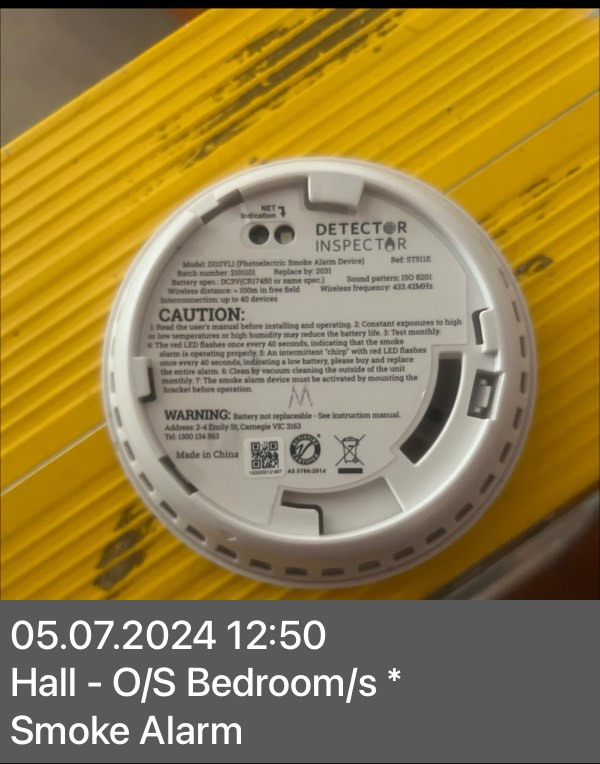 NET
Indication
DETECTOR
INSPECTOR
Model: DDSYL1 (Photoelectric Smoke Alarm Device) Ref: ST511E
Batch number: 2101101 Replace by: 2031
Battery spec.: DC3V(CR17450 or same spec.) Sound pattern: ISO 8201
Wireless distance: > 100m in free field Wireless frequency: 433.42MHz
Interconnection: up to 40 devices
CAUTION:
1: Read the user's manual before installing and operating. 2: Constant exposures to high
or low temperatures or high humidity may reduce the battery life. 3: Test monthly.
4: The red LED flashes once every 40 seconds, indicating that the smoke
alarm is operating properly. 5: An intermittent "chirp" with red LED flashes
once every 40 seconds, indicating a low battery, please buy and replace
the entire alarm. 6: Clean by vacuum cleaning the outside of the unit
monthly. 7: The smoke alarm device must be activated by mounting the
bracket before operation.
M
WARNING: Battery not replaceable - See instruction manual.
Address: 2-4 Emily St, Carnegie VIC 3163
Tel: 1300 134 563
Made in China
AS 3786:2014
05.07.2024 12:50
Hall - O/S Bedroom/s *
Smoke Alarm